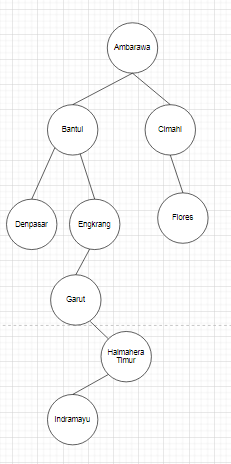 Ambarawa
Bantul
Cimahi
Denpasar
Engkrang
Flores
Garut
Halmahera
Timur
Indramayu